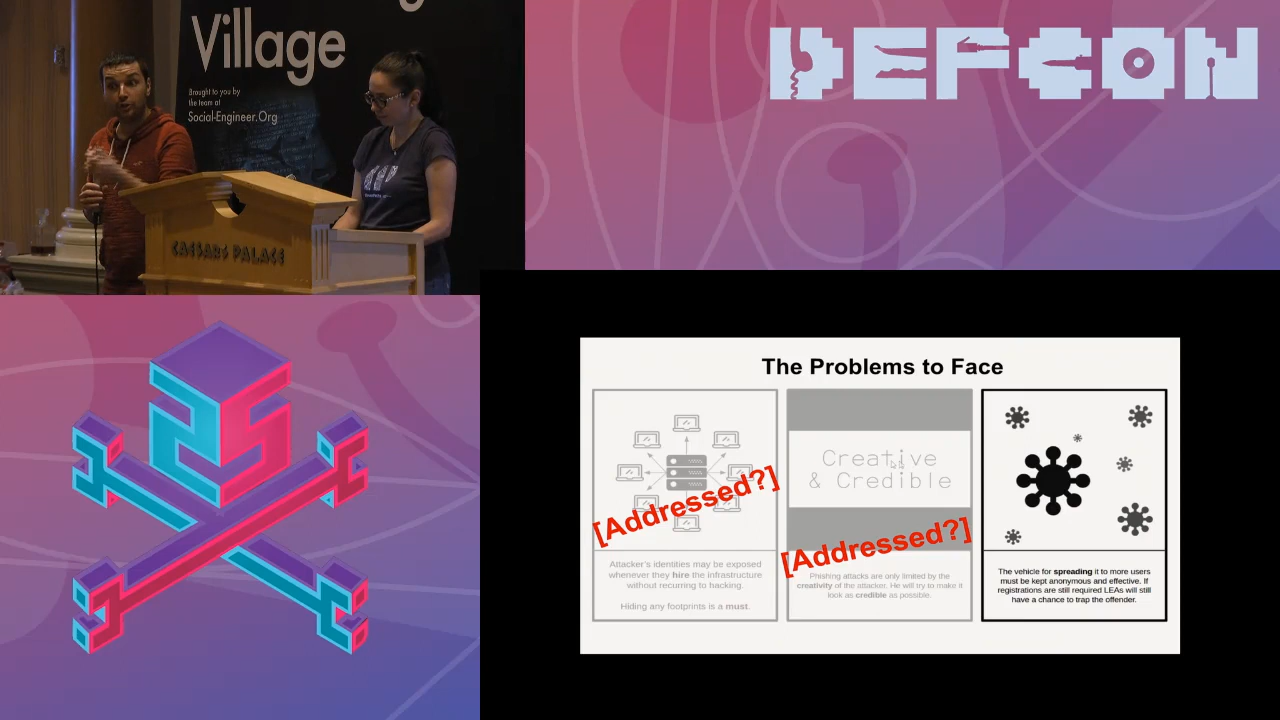 Village
Brought to you by
the team at
Social-Engineer.Org
CAESARS PALACE
DEFCON
The Problems to Face
[Addressed?]
Attacker's identities may be exposed
whenever they hire the infrastructure
without recurring to hacking.
Hiding any footprints is a must.
Creative
& Credible
[Addressed?]
Phishing attacks are only limited by the
creativity of the attacker. He will try to make it
look as credible as possible.
The vehicle for spreading it to more users
must be kept anonymous and effective. If
registrations are still required LEAs will still
have a chance to trap the offender.